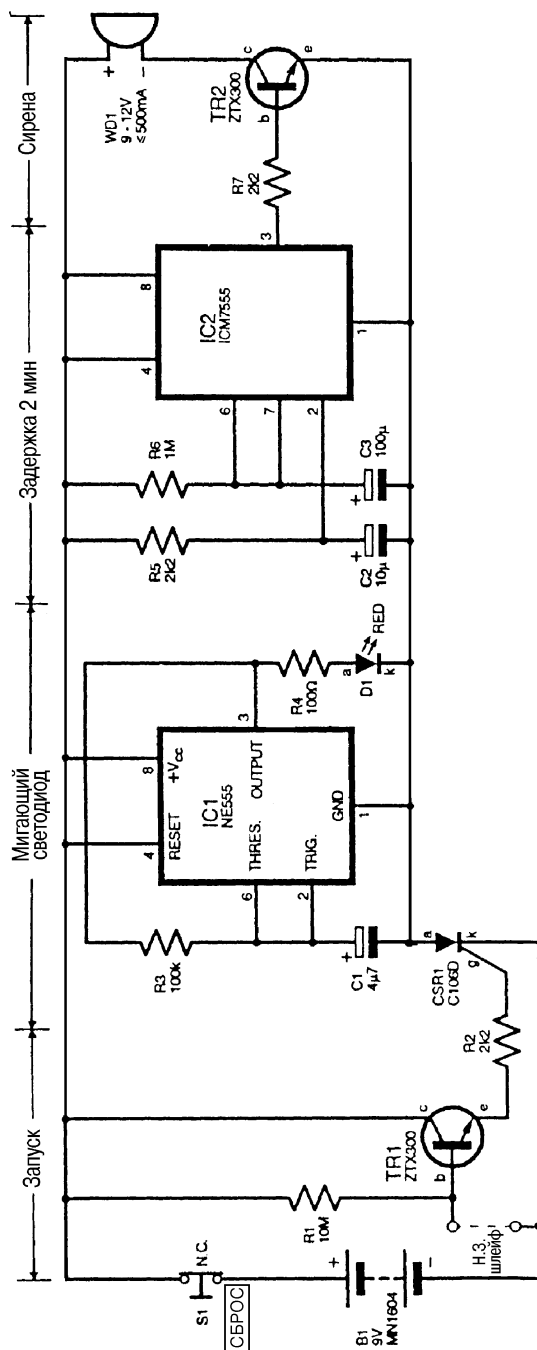 Запуск
Мигающий
светодиод
Задержка 2 мин
Сирена
S1
N.C.
СБРОС
B1
9V
MN1604
+
-
Н.З.
шлейф
R1
10M
TR1
ZTX300
b
c
e
R2
2k2
CSR1
C106D
a
g
k
R3
100k
C1
4µ7
+
IC1
NE555
4
RESET
8
+Vcc
6
THRES.
3
OUTPUT
2
TRIG.
GND
1
R4
100Ω
a
D1
k
RED
R5
2k2
R6
1M
C2
10µ
+
C3
100µ
+
IC2
ICM7555
4
8
6
7
2
3
1
R7
2k2
TR2
ZTX300
b
c
e
WD1
9 - 12V
≤500mA
+
-